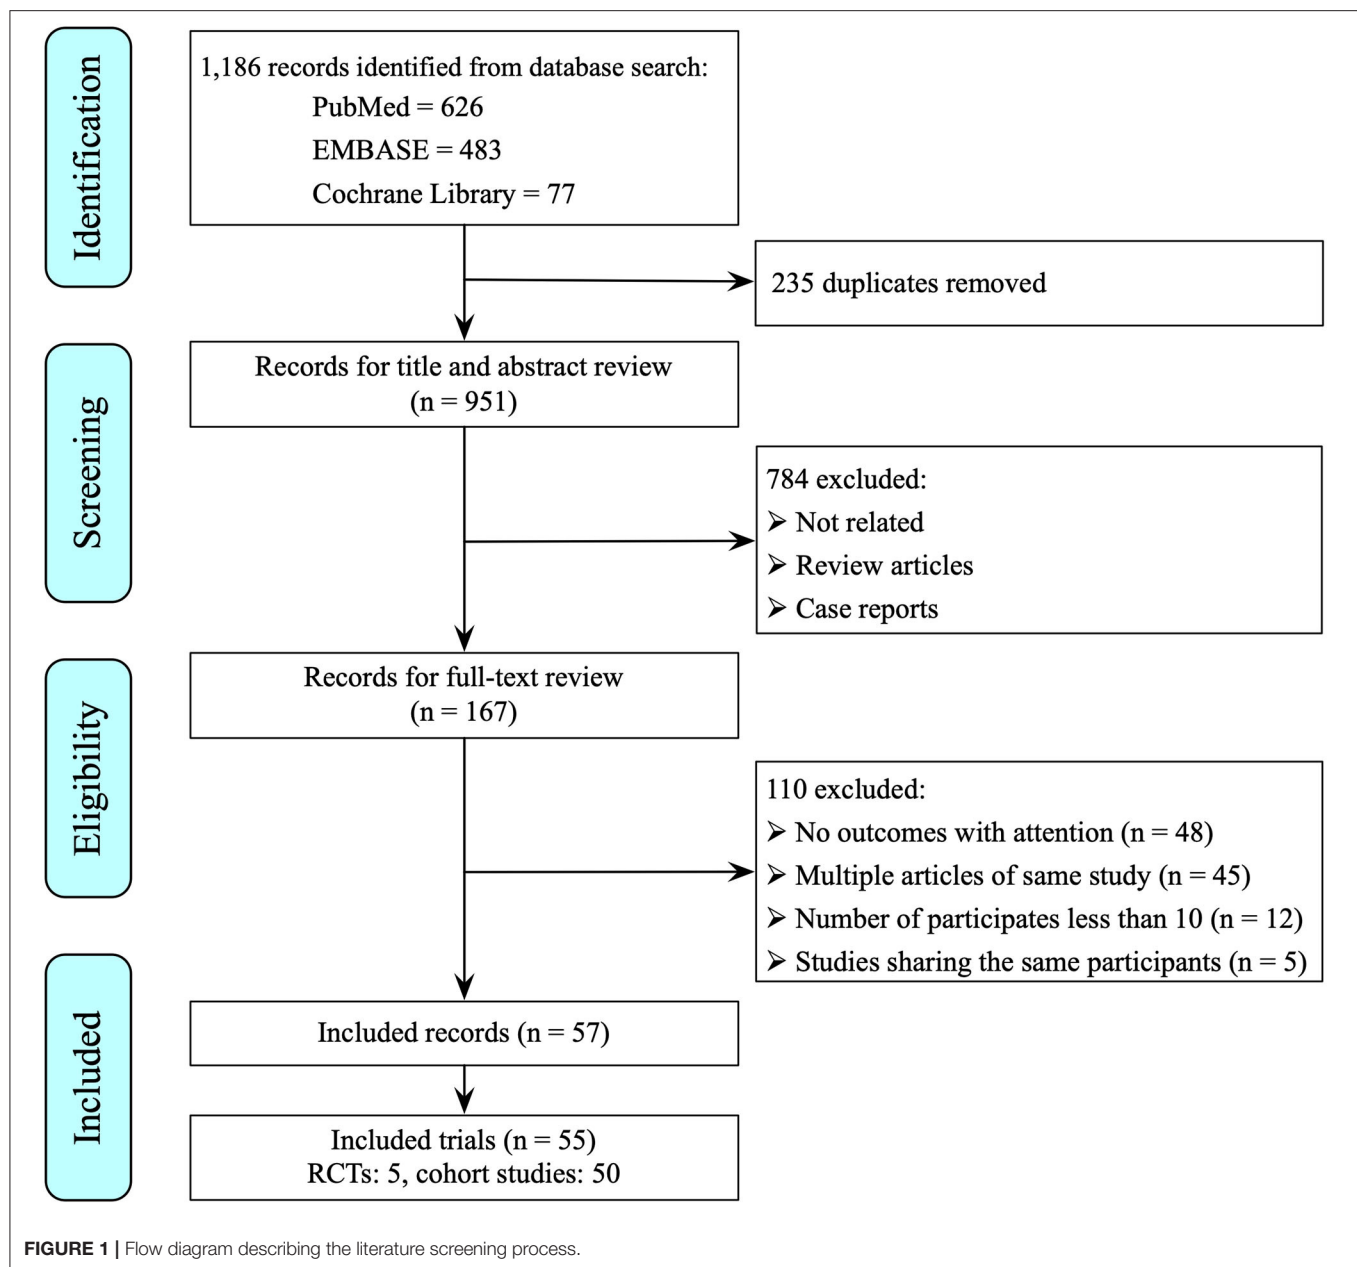 Identification
1,186 records identified from database search:
PubMed = 626
EMBASE = 483
Cochrane Library = 77
235 duplicates removed
Screening
Records for title and abstract review
(n = 951)
784 excluded:
➢ Not related
➢ Review articles
➢ Case reports
Eligibility
Records for full-text review
(n = 167)
110 excluded:
➢ No outcomes with attention (n = 48)
➢ Multiple articles of same study (n = 45)
➢ Number of participates less than 10 (n = 12)
➢ Studies sharing the same participants (n = 5)
Included
Included records (n = 57)
Included trials (n = 55)
RCTs: 5, cohort studies: 50
FIGURE 1 | Flow diagram describing the literature screening process.